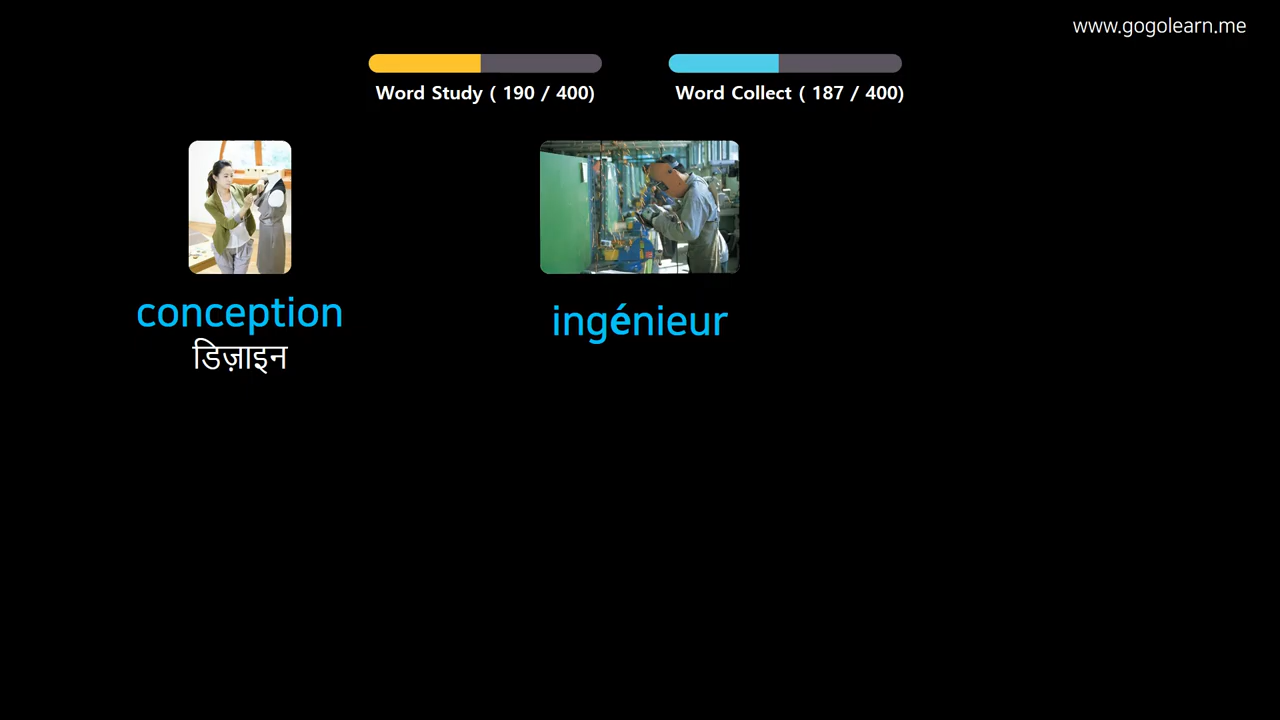 www.gogolearn.me
Word Study ( 190 / 400)
Word Collect ( 187 / 400)
conception
डिज़ाइन
ingénieur